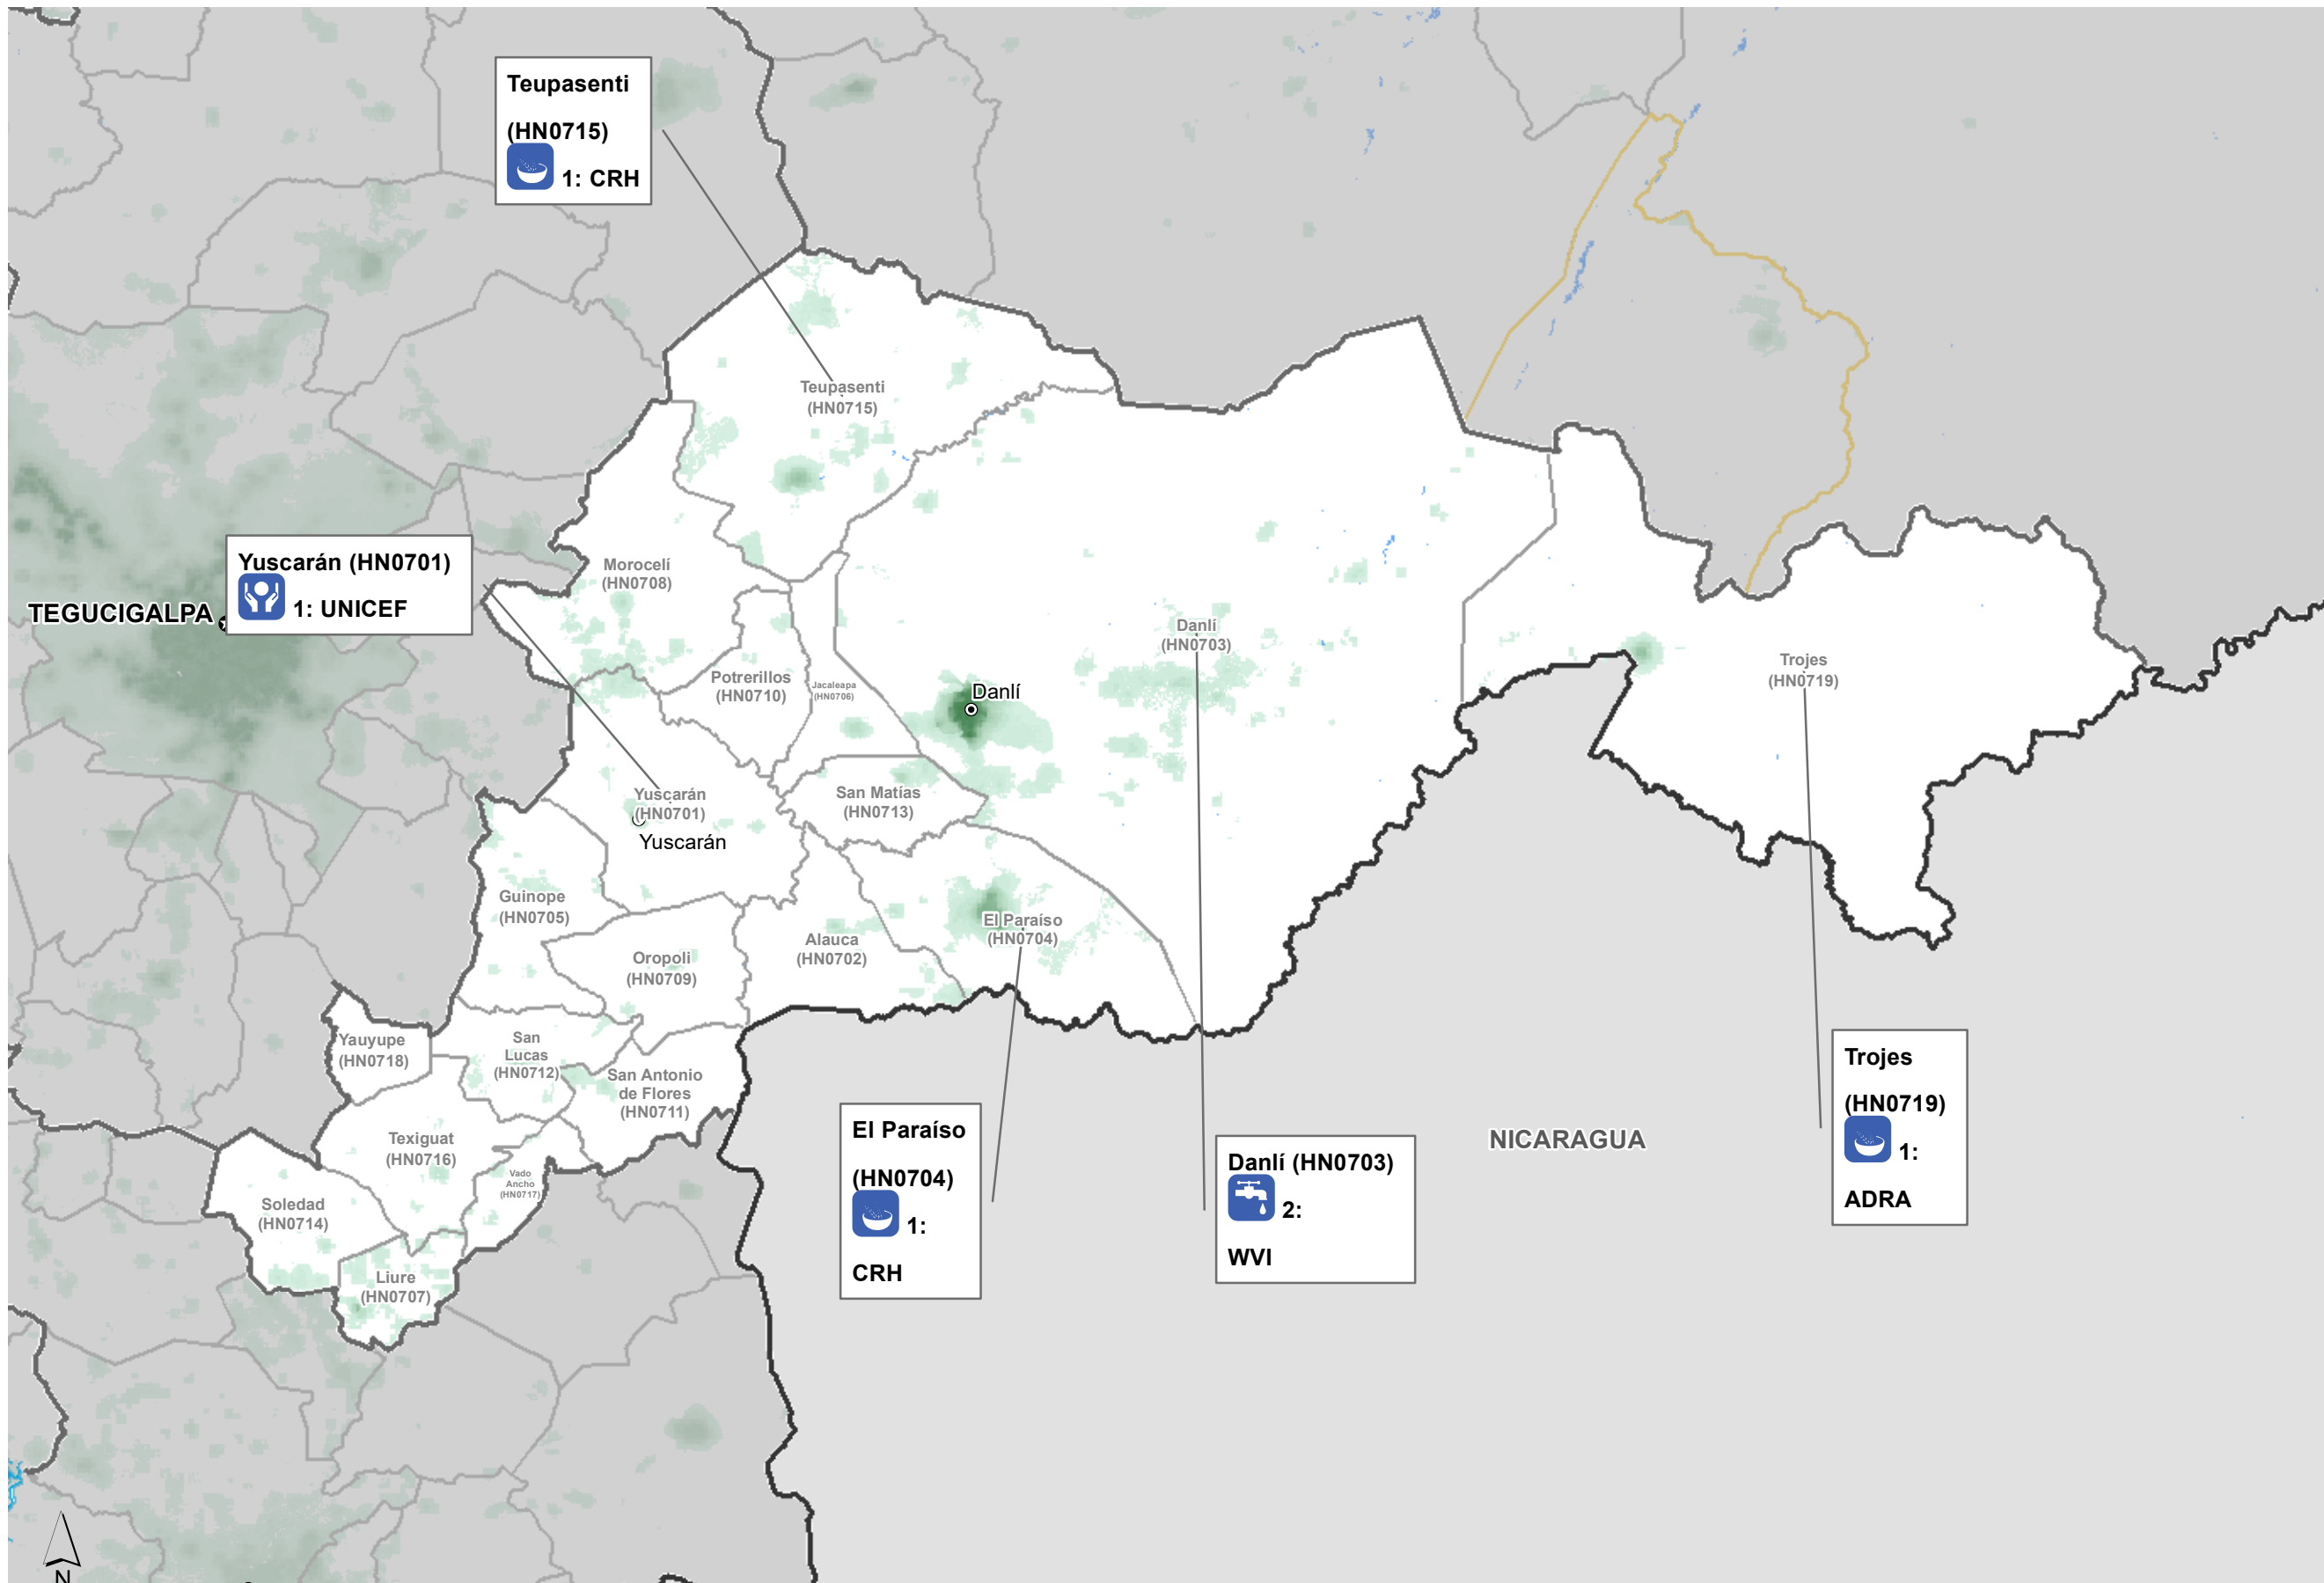 Teupasenti
(HN0715)
1: CRH
Teupasenti
(HN0715)
Yuscarán (HN0701)
1: UNICEF
TEGUCIGALPA
Morocelí
(HN0708)
Danlí
(HN0703)
Potrerillos
(HN0710)
Jacaleapa
(HN0706)
Danlí
Trojes
(HN0719)
Yuscarán
(HN0701)
Yuscarán
San Matías
(HN0713)
Guinope
(HN0705)
El Paraíso
(HN0704)
Alauca
(HN0702)
Oropoli
(HN0709)
Yauyupe
(HN0718)
San
Lucas
(HN0712)
San Antonio
de Flores
(HN0711)
Texiguat
(HN0716)
Vado
Ancho
(HN0717)
Soledad
(HN0714)
Liure
(HN0707)
El Paraíso
(HN0704)
1:
CRH
Danlí (HN0703)
2:
WVI
NICARAGUA
Trojes
(HN0719)
1:
ADRA
N